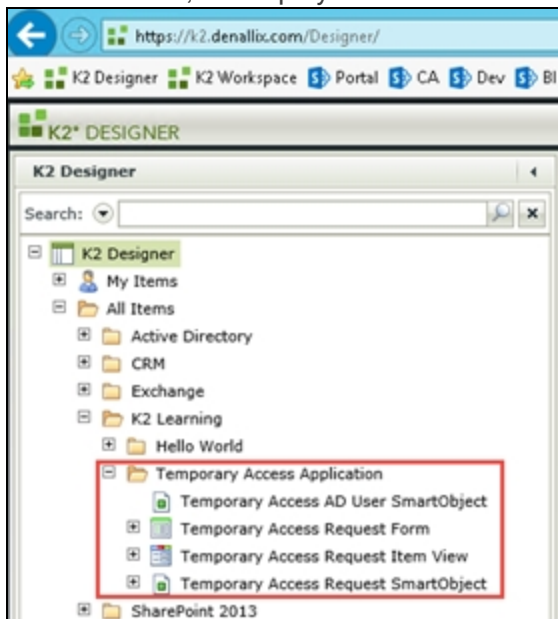 https://k2.denallix.com/Designer/
K2 Designer K2 Workspace Portal CA Dev BI
K2* DESIGNER
K2 Designer
Search:
K2 Designer
My Items
All Items
Active Directory
CRM
Exchange
K2 Learning
Hello World
Temporary Access Application
Temporary Access AD User SmartObject
Temporary Access Request Form
Temporary Access Request Item View
Temporary Access Request SmartObject
SharePoint 2013